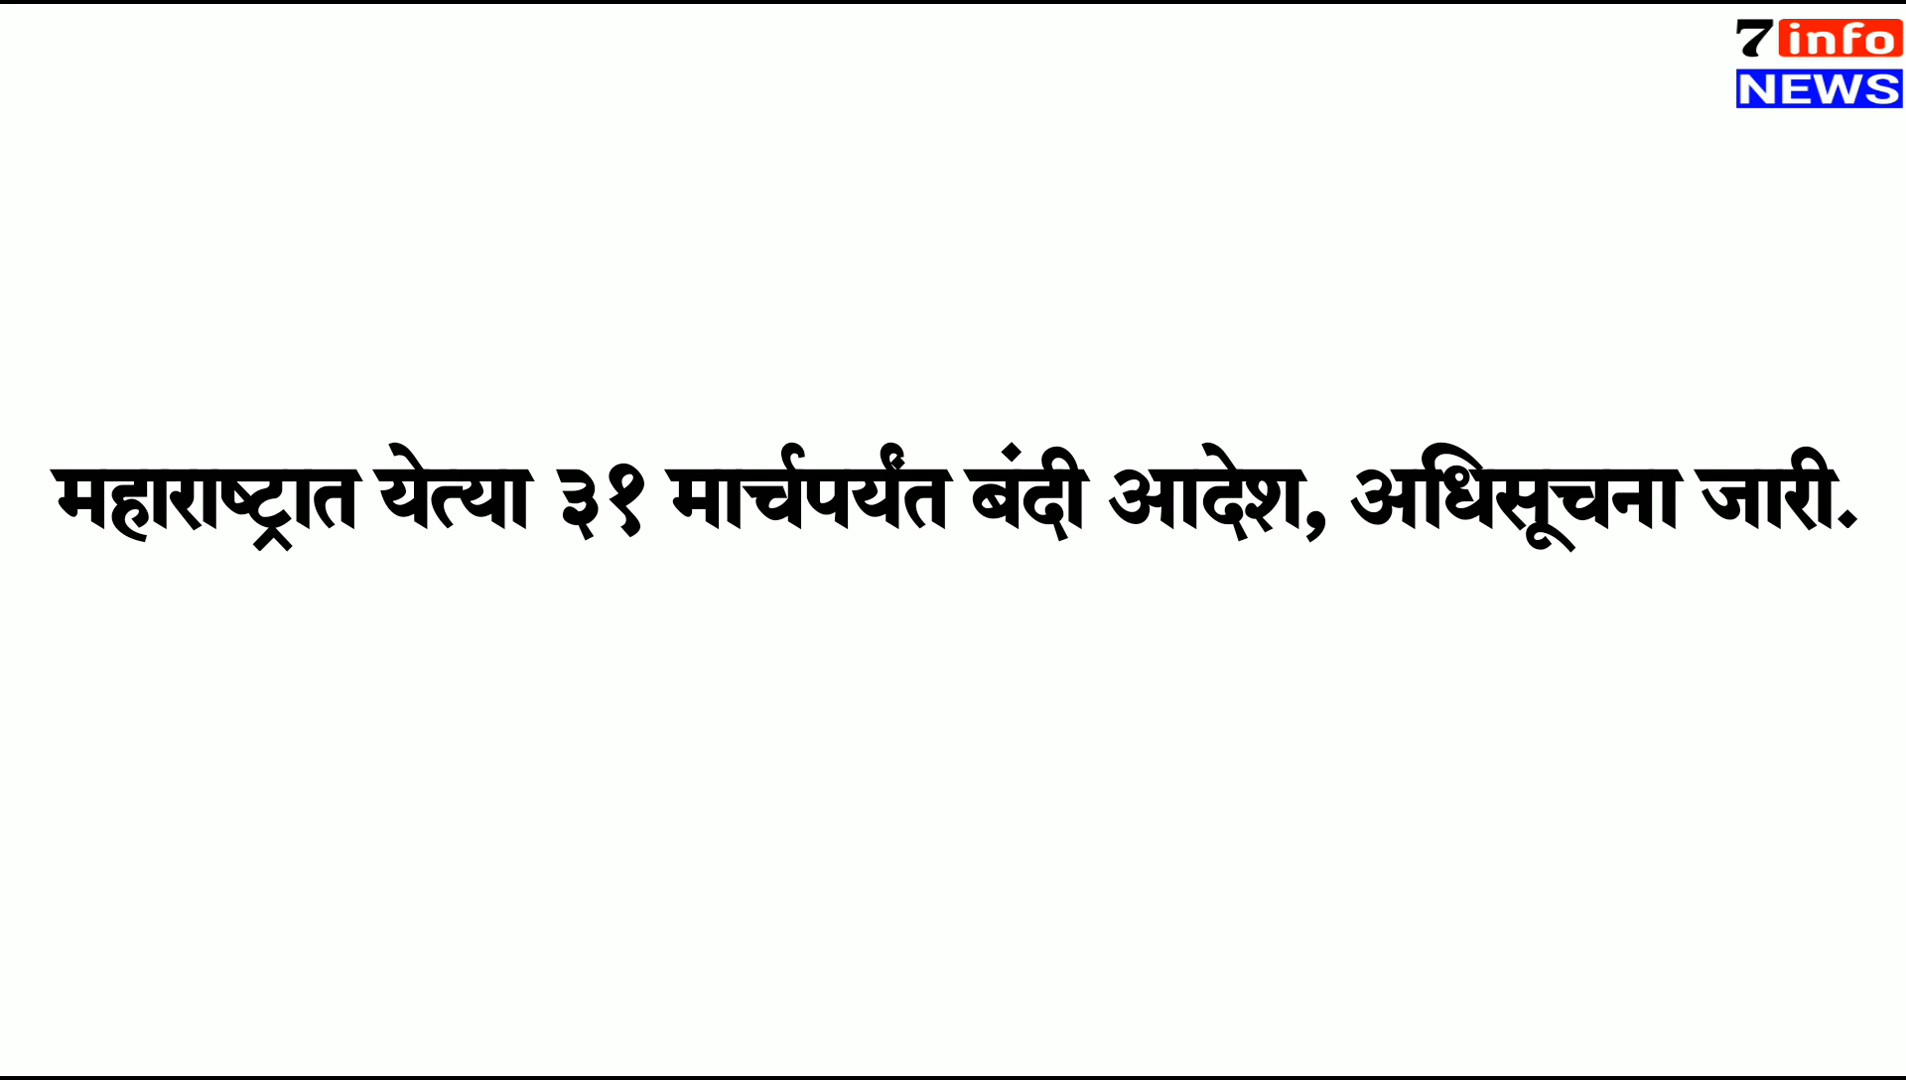 7 info
NEWS
महाराष्ट्रात येत्या ३१ मार्चपर्यंत बंदी आदेश, अधिसूचना जारी.